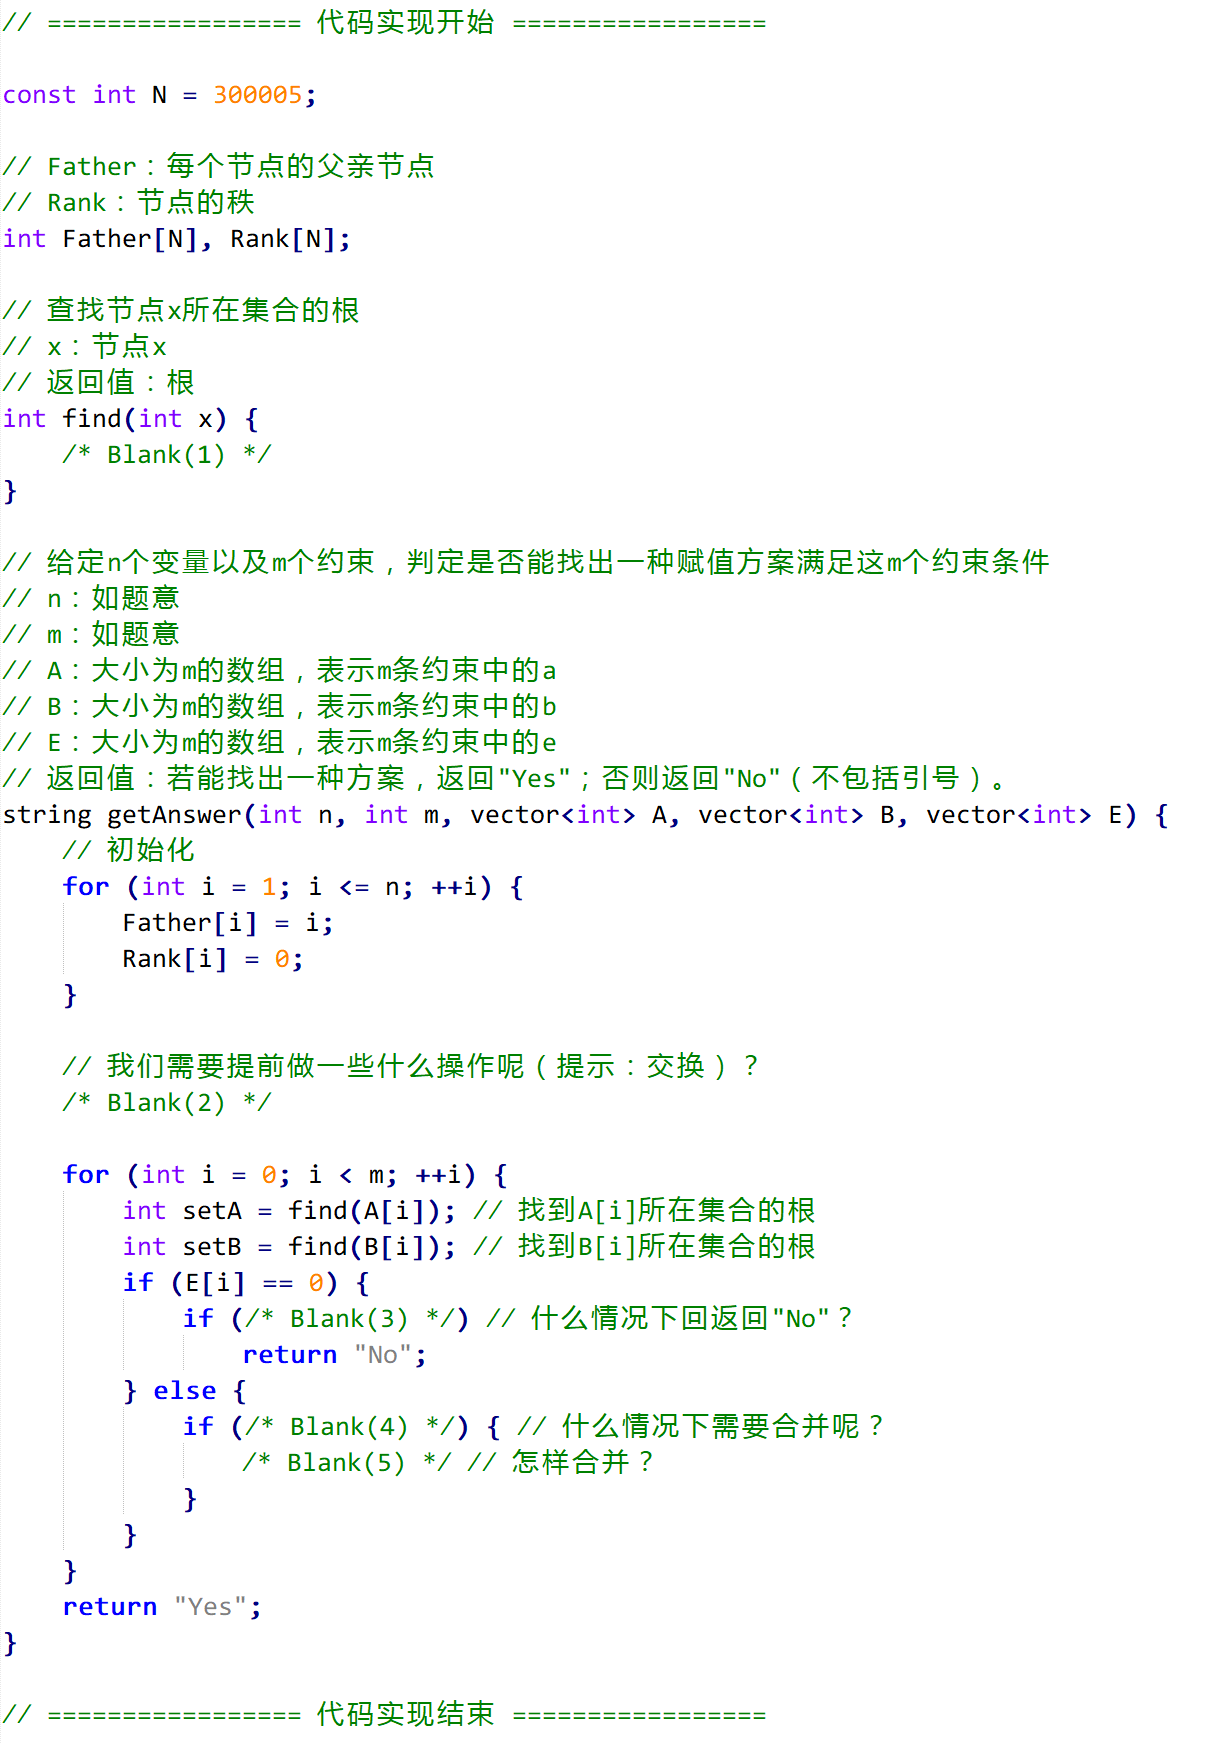 // ================= 代码实现开始 =================
const int N = 300005;
// Father：每个节点的父亲节点
// Rank：节点的秩
int Father[N], Rank[N];
// 查找节点x所在集合的根
// x：节点x
// 返回值：根
int find(int x) {
    /* Blank(1) */
}
// 给定n个变量以及m个约束，判定是否能找出一种赋值方案满足这m个约束条件
// n：如题意
// m：如题意
// A：大小为m的数组，表示m条约束中的a
// B：大小为m的数组，表示m条约束中的b
// E：大小为m的数组，表示m条约束中的e
// 返回值：若能找出一种方案，返回"Yes"；否则返回"No"（不包括引号）。
string getAnswer(int n, int m, vector<int> A, vector<int> B, vector<int> E) {
    // 初始化
    for (int i = 1; i <= n; ++i) {
        Father[i] = i;
        Rank[i] = 0;
    }
    // 我们需要提前做一些什么操作呢（提示：交换）？
    /* Blank(2) */
    for (int i = 0; i < m; ++i) {
        int setA = find(A[i]); // 找到A[i]所在集合的根
        int setB = find(B[i]); // 找到B[i]所在集合的根
        if (E[i] == 0) {
            if (/* Blank(3) */) // 什么情况下回返回"No"？
                return "No";
        } else {
            if (/* Blank(4) */) { // 什么情况下需要合并呢？
                /* Blank(5) */ // 怎样合并？
            }
        }
    }
    return "Yes";
}
// ================= 代码实现结束 =================